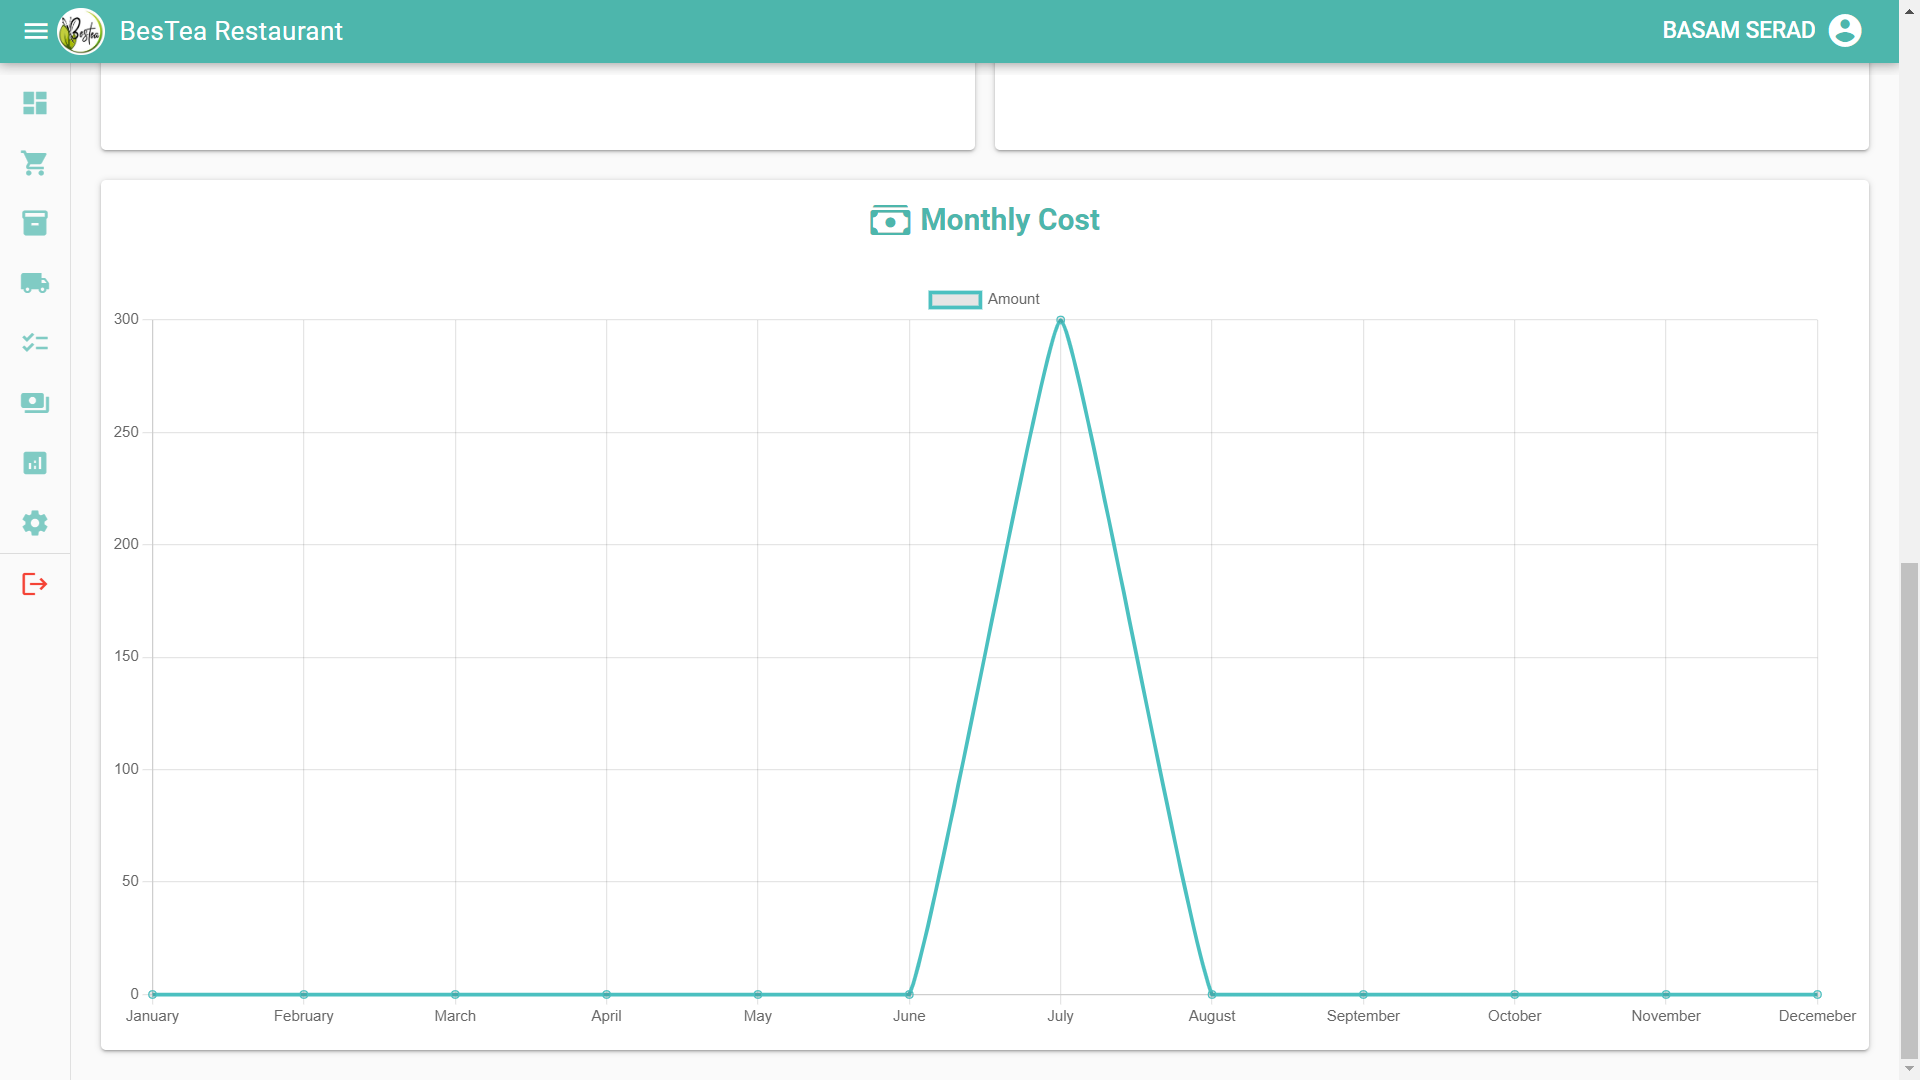 BesTea
BesTea Restaurant
BASAM SERAD
Monthly Cost
Amount
300
250
200
150
100
50
0
January February March April May June July August September October November Decemeber